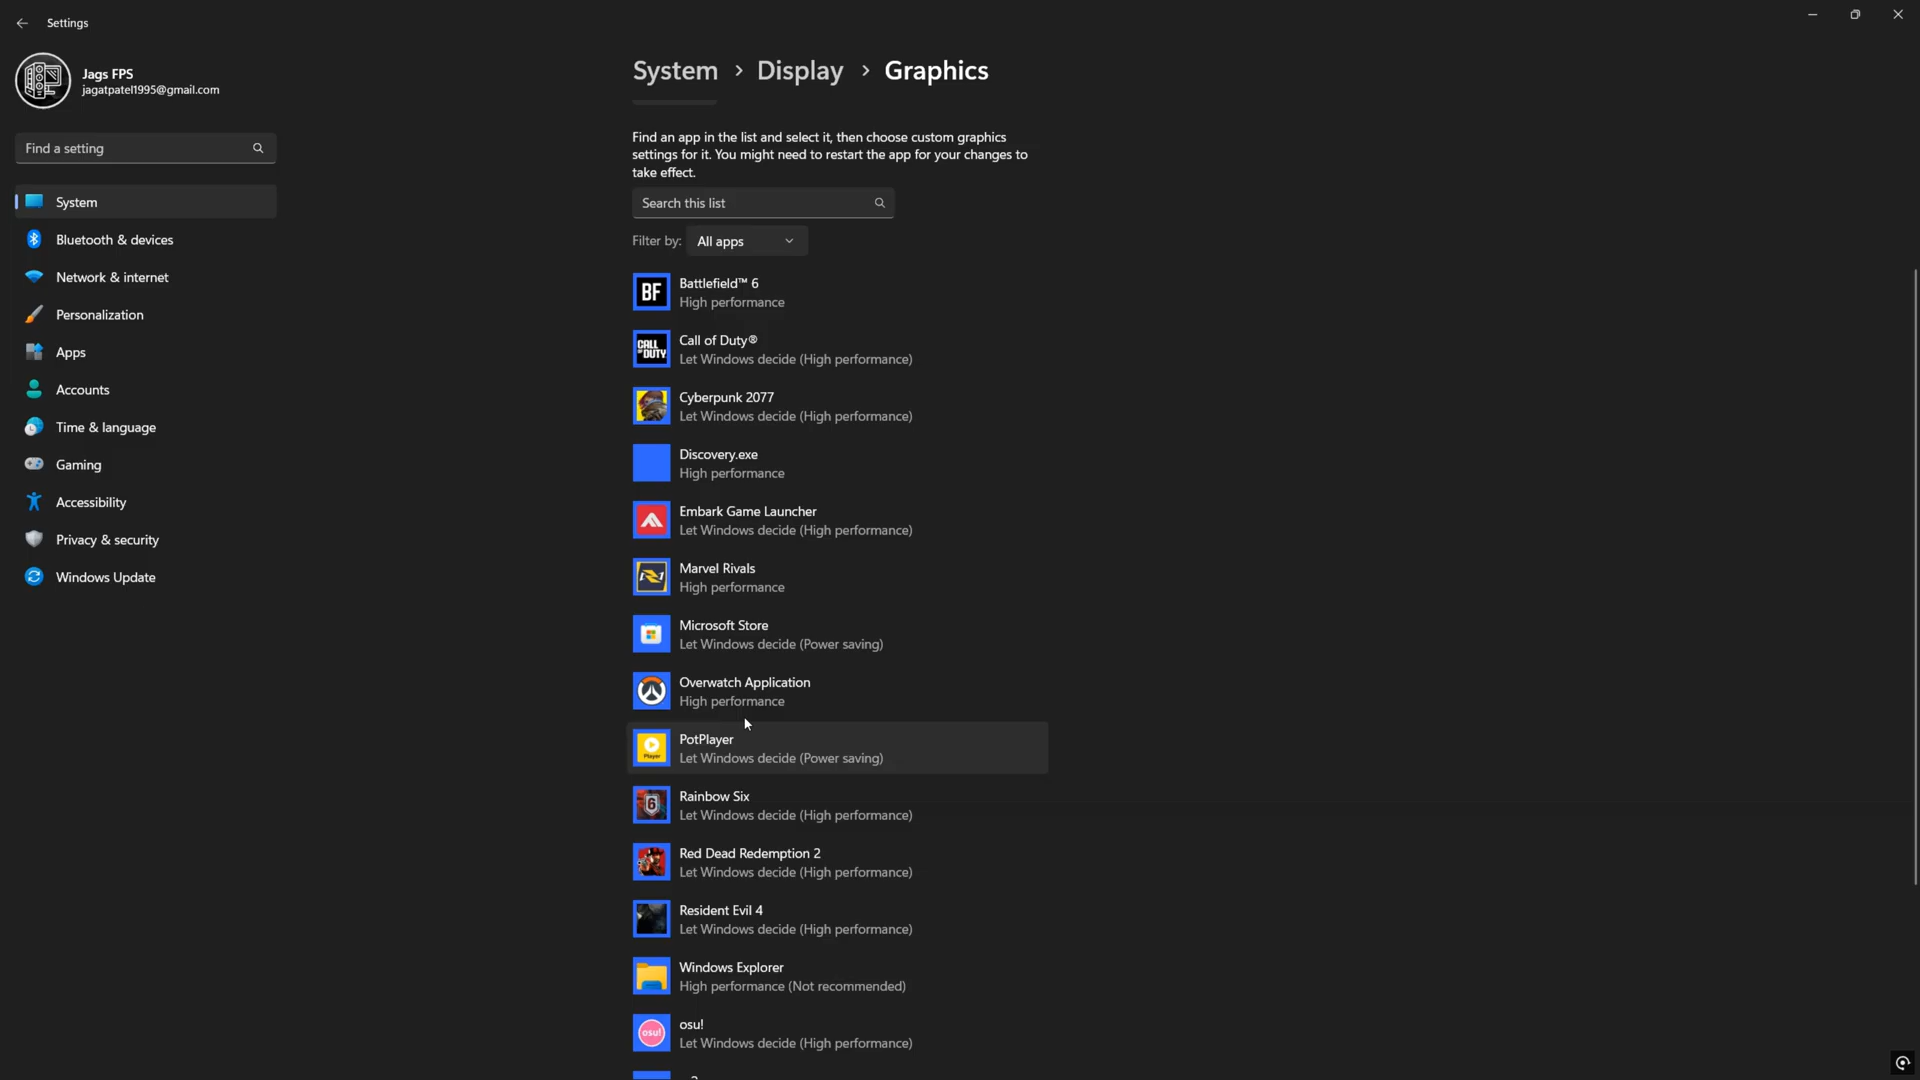 Settings
Jags FPS
jagatpatel1995@gmail.com
Find a setting
System
Bluetooth & devices
Network & internet
Personalization
Apps
Accounts
Time & language
Gaming
Accessibility
Privacy & security
Windows Update
System > Display > Graphics
Find an app in the list and select it, then choose custom graphics
settings for it. You might need to restart the app for your changes to
take effect.
Search this list
Filter by: All apps
BF
Battlefield™ 6
High performance
CALL OF DUTY
Call of Duty®
Let Windows decide (High performance)
Cyberpunk 2077
Let Windows decide (High performance)
Discovery.exe
High performance
Embark Game Launcher
Let Windows decide (High performance)
Marvel Rivals
High performance
Microsoft Store
Let Windows decide (Power saving)
Overwatch Application
High performance
Player
PotPlayer
Let Windows decide (Power saving)
6
Rainbow Six
Let Windows decide (High performance)
Red Dead Redemption 2
Let Windows decide (High performance)
Resident Evil 4
Let Windows decide (High performance)
Windows Explorer
High performance (Not recommended)
osu!
osu!
Let Windows decide (High performance)